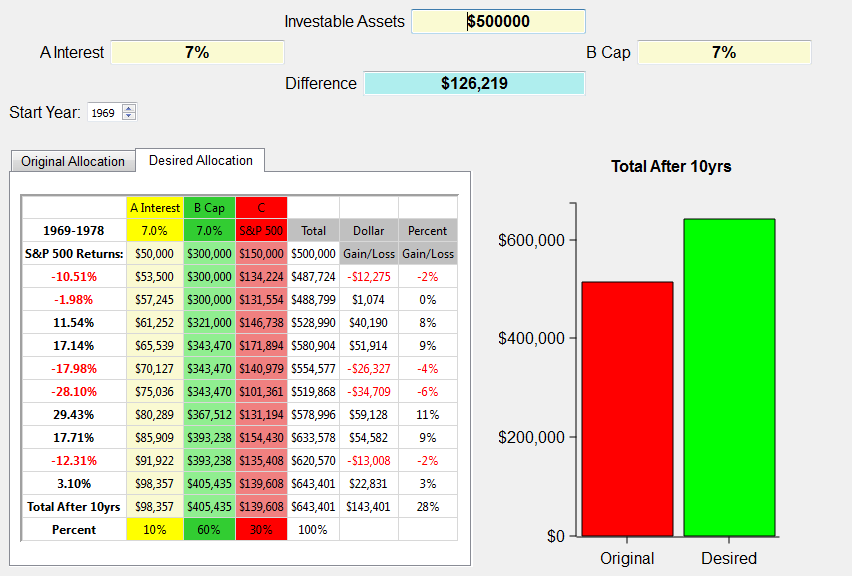 Investable Assets $500000
A Interest 7% B Cap 7%
Difference $126,219
Start Year: 1969
Original Allocation Desired Allocation
A Interest B Cap C
1969-1978 7.0% 7.0% S&P 500 Total Dollar Percent
S&P 500 Returns: $50,000 $300,000 $150,000 $500,000 Gain/Loss Gain/Loss
-10.51% $53,500 $300,000 $134,224 $487,724 -$12,275 -2%
-1.98% $57,245 $300,000 $131,554 $488,799 $1,074 0%
11.54% $61,252 $321,000 $146,738 $528,990 $40,190 8%
17.14% $65,539 $343,470 $171,894 $580,904 $51,914 9%
-17.98% $70,127 $343,470 $140,979 $554,577 -$26,327 -4%
-28.10% $75,036 $343,470 $101,361 $519,868 -$34,709 -6%
29.43% $80,289 $367,512 $131,194 $578,996 $59,128 11%
17.71% $85,909 $393,238 $154,430 $633,578 $54,582 9%
-12.31% $91,922 $393,238 $135,408 $620,570 -$13,008 -2%
3.10% $98,357 $405,435 $139,608 $643,401 $22,831 3%
Total After 10yrs $98,357 $405,435 $139,608 $643,401 $143,401 28%
Percent 10% 60% 30% 100%
Total After 10yrs
$600,000
$400,000
$200,000
$0
Original Desired